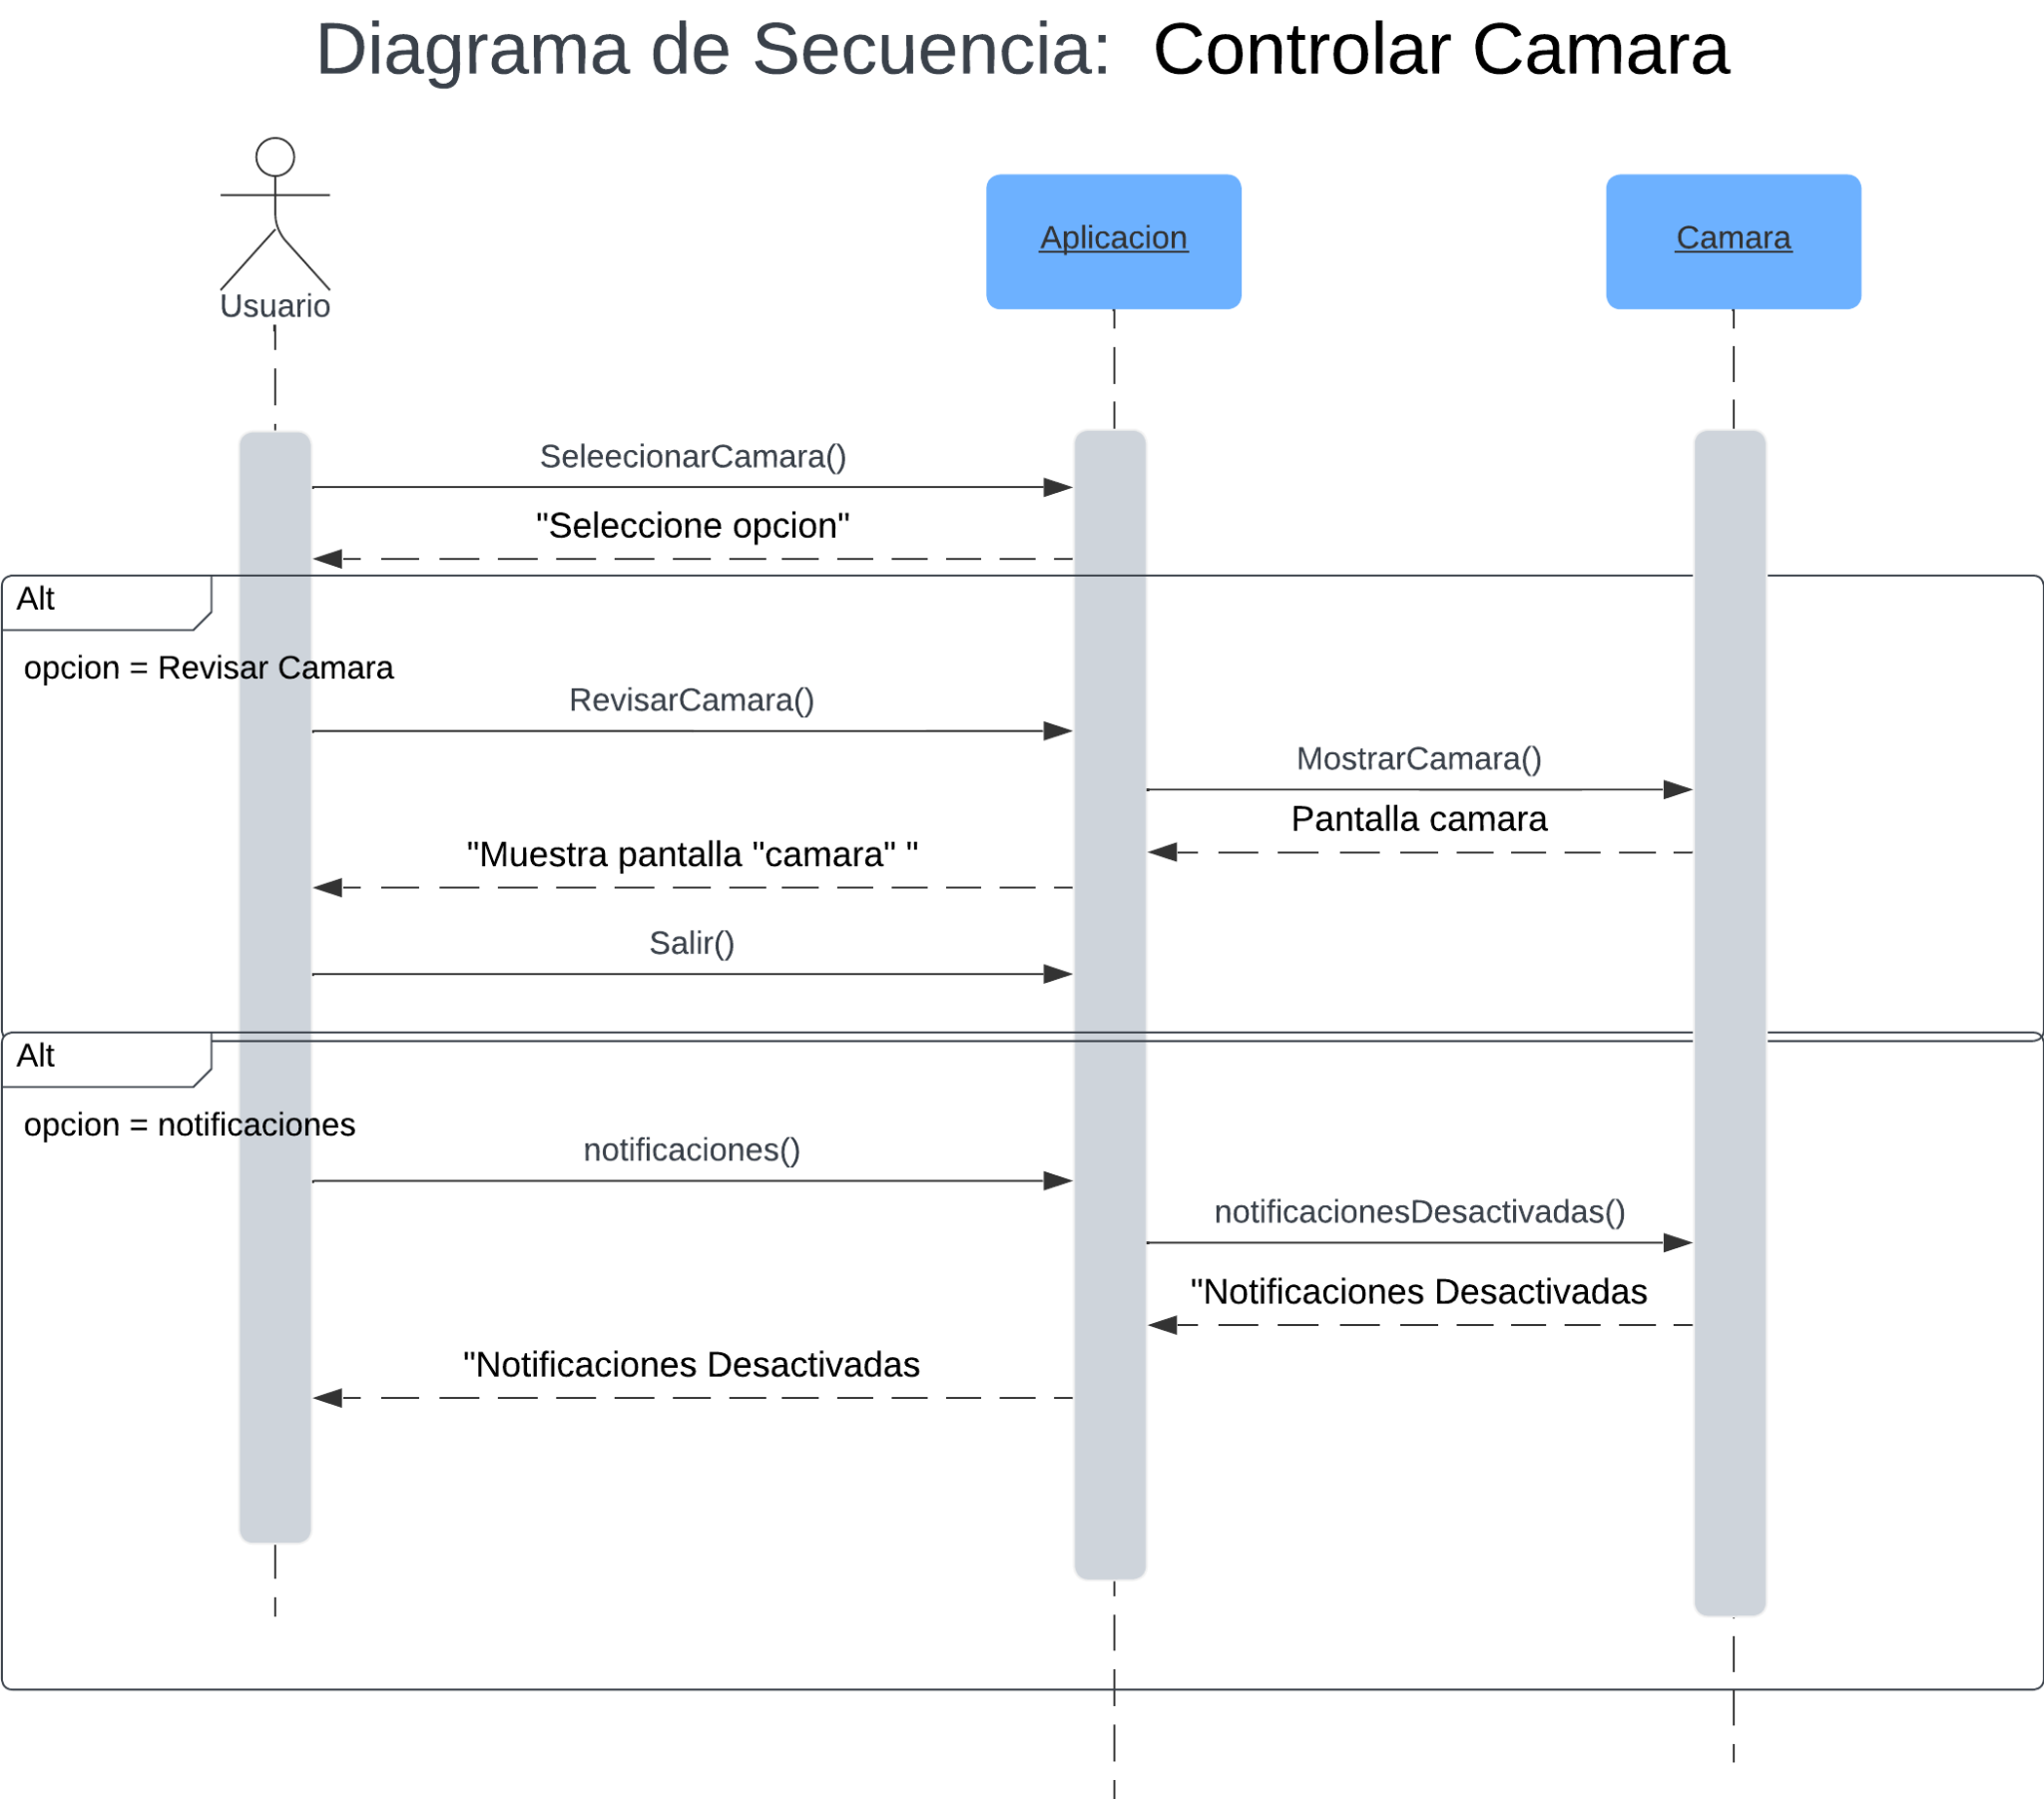 Diagrama de Secuencia:  Controlar Camara
Usuario
Aplicacion
Camara
SeleecionarCamara()
"Seleccione opcion"
Alt
opcion = Revisar Camara
RevisarCamara()
MostrarCamara()
Pantalla camara
"Muestra pantalla "camara" "
Salir()
Alt
opcion = notificaciones
notificaciones()
notificacionesDesactivadas()
"Notificaciones Desactivadas
"Notificaciones Desactivadas